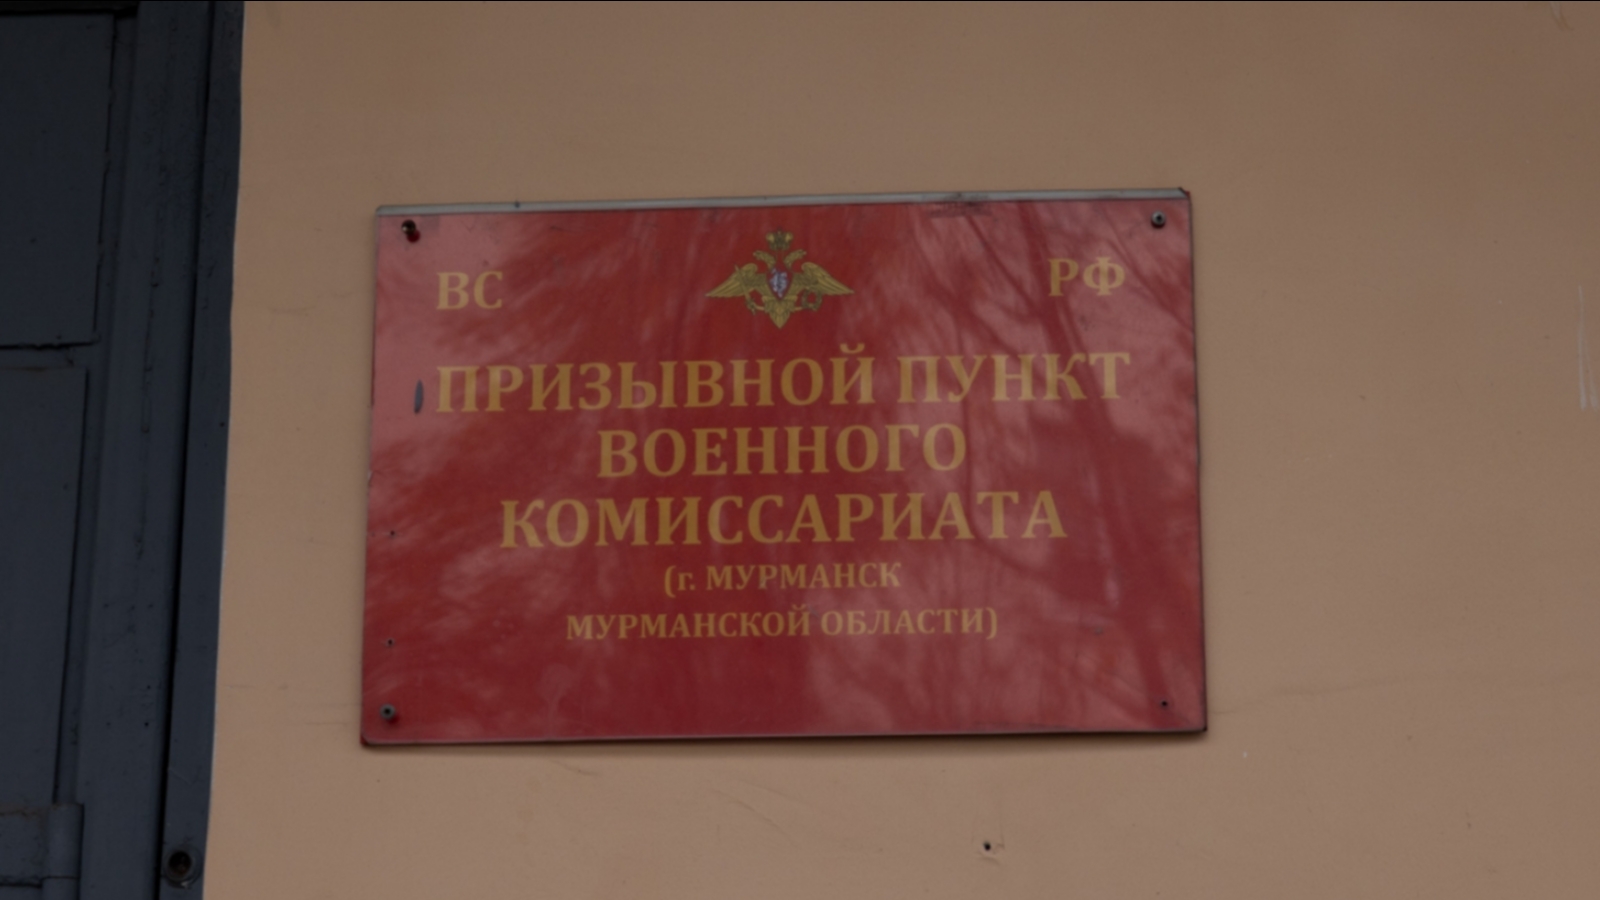 ВС РФ
ПРИЗЫВНОЙ ПУНКТ
ВОЕННОГО
КОМИССАРИАТА
(г. МУРМАНСК
МУРМАНСКОЙ ОБЛАСТИ)